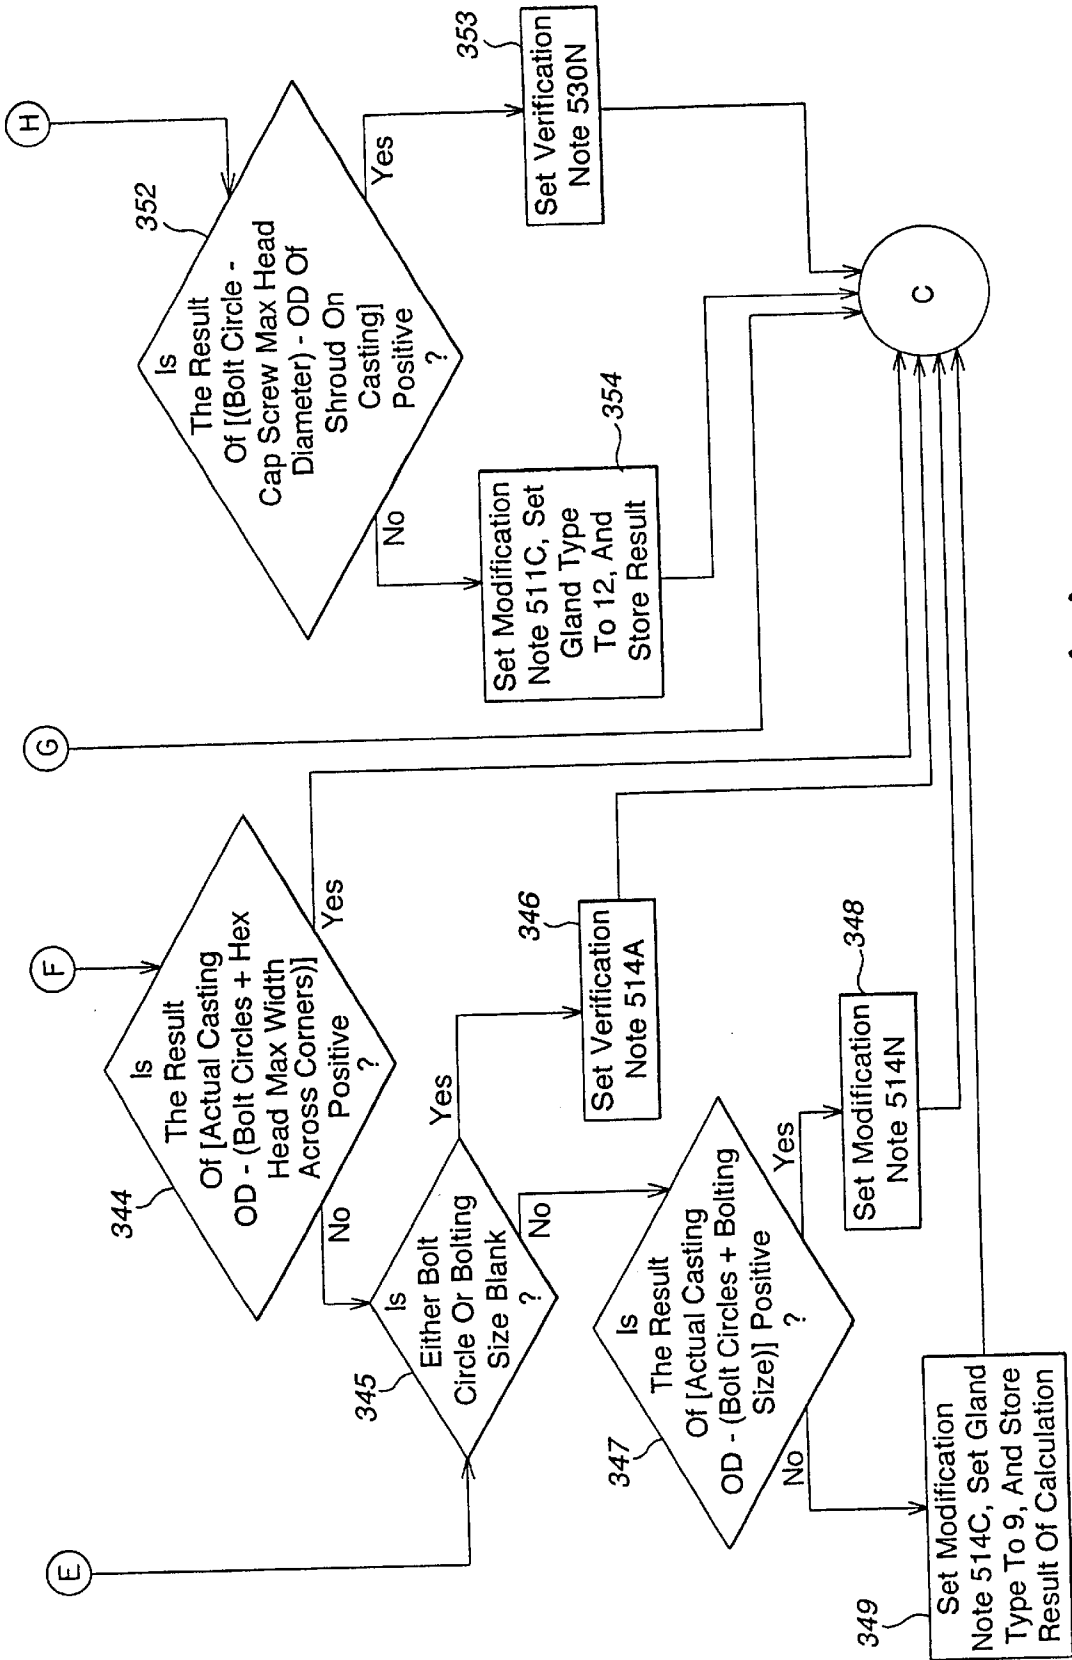 E
F
G
H
344
Is
The Result
Of [Actual Casting
OD - (Bolt Circles + Hex
Head Max Width
Across Corners)]
Positive
?
No
Yes
345
Is
Either Bolt
Circle Or Bolting
Size Blank
?
Yes
No
346
Set Verification
Note 514A
347
Is
The Result
Of [Actual Casting
OD - (Bolt Circles + Bolting
Size)] Positive
?
Yes
No
348
Set Modification
Note 514N
349
Set Modification
Note 514C, Set Gland
Type To 9, And Store
Result Of Calculation
352
Is
The Result
Of [(Bolt Circle -
Cap Screw Max Head
Diameter) - OD Of
Shroud On
Casting]
Positive
?
Yes
No
353
Set Verification
Note 530N
354
Set Modification
Note 511C, Set
Gland Type
To 12, And
Store Result
C